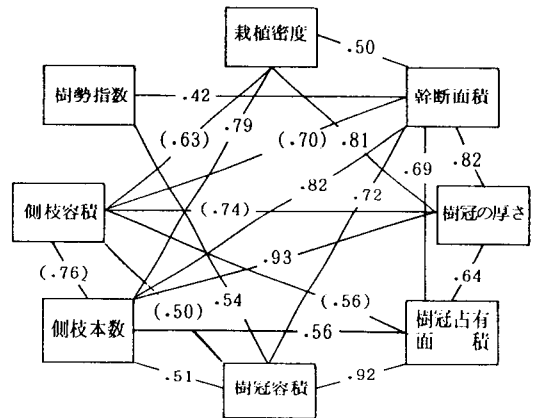 栽植密度
.50
樹勢指数
.42
幹断面積
(.63)
.79
(.70)
.81
.82
.72
.69
.82
側枝容積
(.74)
樹冠の厚さ
(.76)
.93
.64
側枝本数
(.50)
.54
(.56)
.56
樹冠占有
面 積
.51
樹冠容積
.92